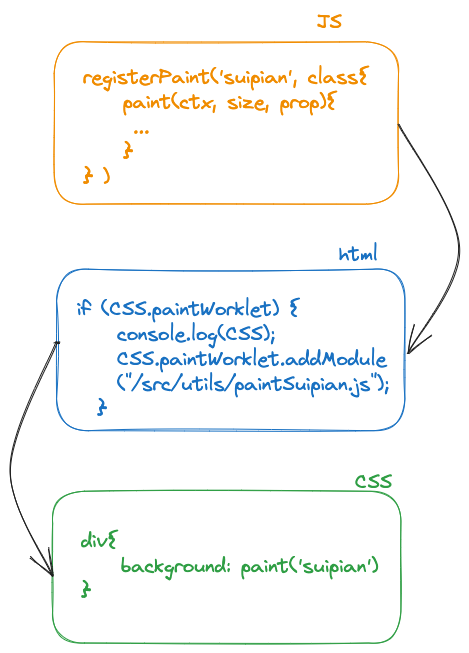 JS
registerPaint('suipian', class{
paint(ctx, size, prop){
...
}
} )
html
if (CSS.paintWorklet) {
console.log(CSS);
CSS.paintWorklet.addModule
("/src/utils/paintSuipian.js");
}
CSS
div{
background: paint('suipian')
}